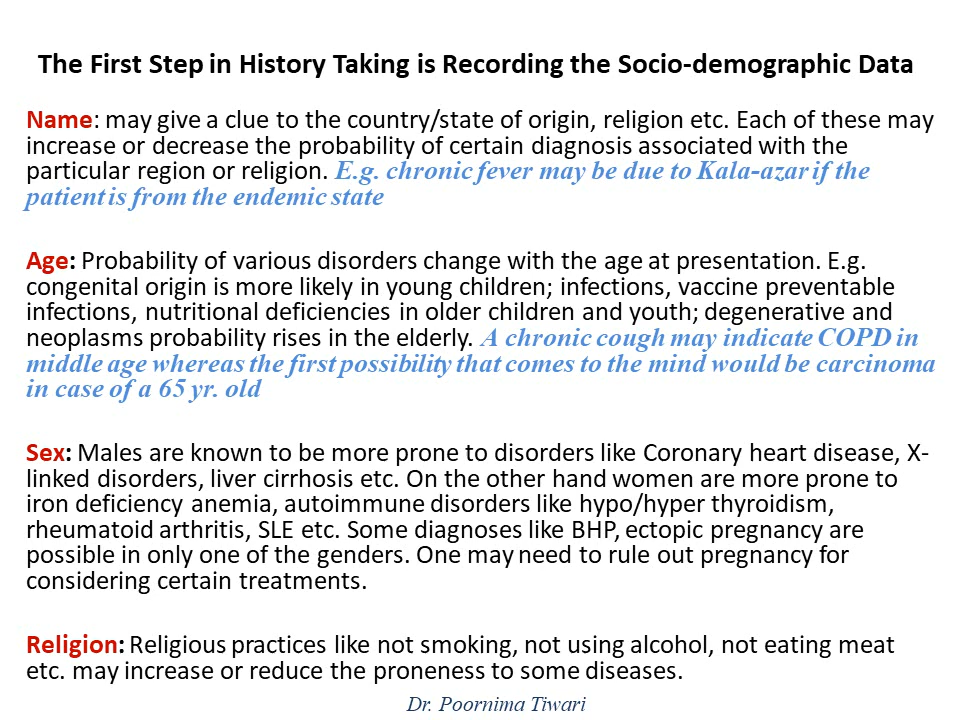 The First Step in History Taking is Recording the Socio-demographic Data
Name: may give a clue to the country/state of origin, religion etc. Each of these may
increase or decrease the probability of certain diagnosis associated with the
particular region or religion. E.g. chronic fever may be due to Kala-azar if the
patient is from the endemic state
Age: Probability of various disorders change with the age at presentation. E.g.
congenital origin is more likely in young children; infections, vaccine preventable
infections, nutritional deficiencies in older children and youth; degenerative and
neoplasms probability rises in the elderly. A chronic cough may indicate COPD in
middle age whereas the first possibility that comes to the mind would be carcinoma
in case of a 65 yr. old
Sex: Males are known to be more prone to disorders like Coronary heart disease, X-
linked disorders, liver cirrhosis etc. On the other hand women are more prone to
iron deficiency anemia, autoimmune disorders like hypo/hyper thyroidism,
rheumatoid arthritis, SLE etc. Some diagnoses like BHP, ectopic pregnancy are
possible in only one of the genders. One may need to rule out pregnancy for
considering certain treatments.
Religion: Religious practices like not smoking, not using alcohol, not eating meat
etc. may increase or reduce the proneness to some diseases.
Dr. Poornima Tiwari